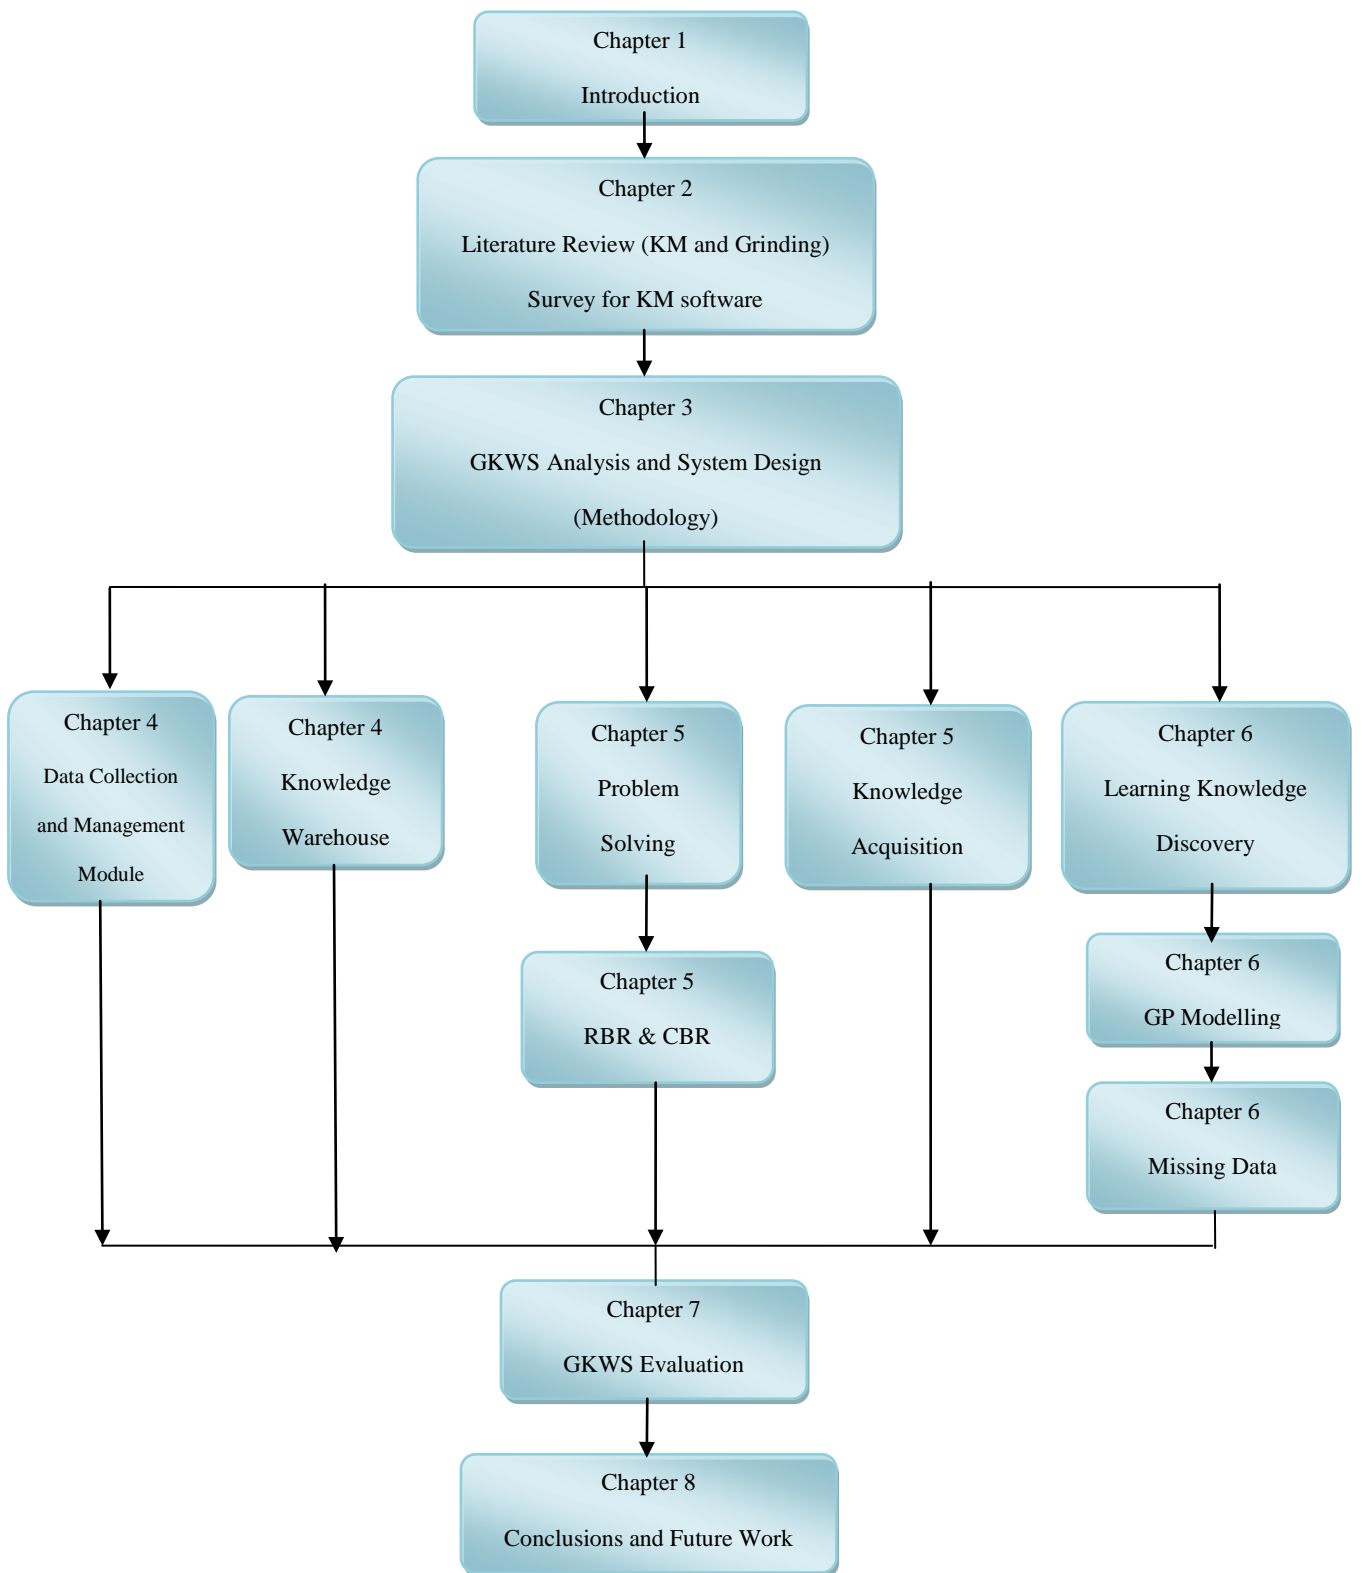 Chapter 1
Introduction
Chapter 2
Literature Review (KM and Grinding)
Survey for KM software
Chapter 3
GKWS Analysis and System Design
(Methodology)
Chapter 4
Data Collection
and Management
Module
Chapter 4
Knowledge
Warehouse
Chapter 5
Problem
Solving
Chapter 5
Knowledge
Acquisition
Chapter 6
Learning Knowledge
Discovery
Chapter 5
RBR & CBR
Chapter 6
GP Modelling
Chapter 6
Missing Data
Chapter 7
GKWS Evaluation
Chapter 8
Conclusions and Future Work